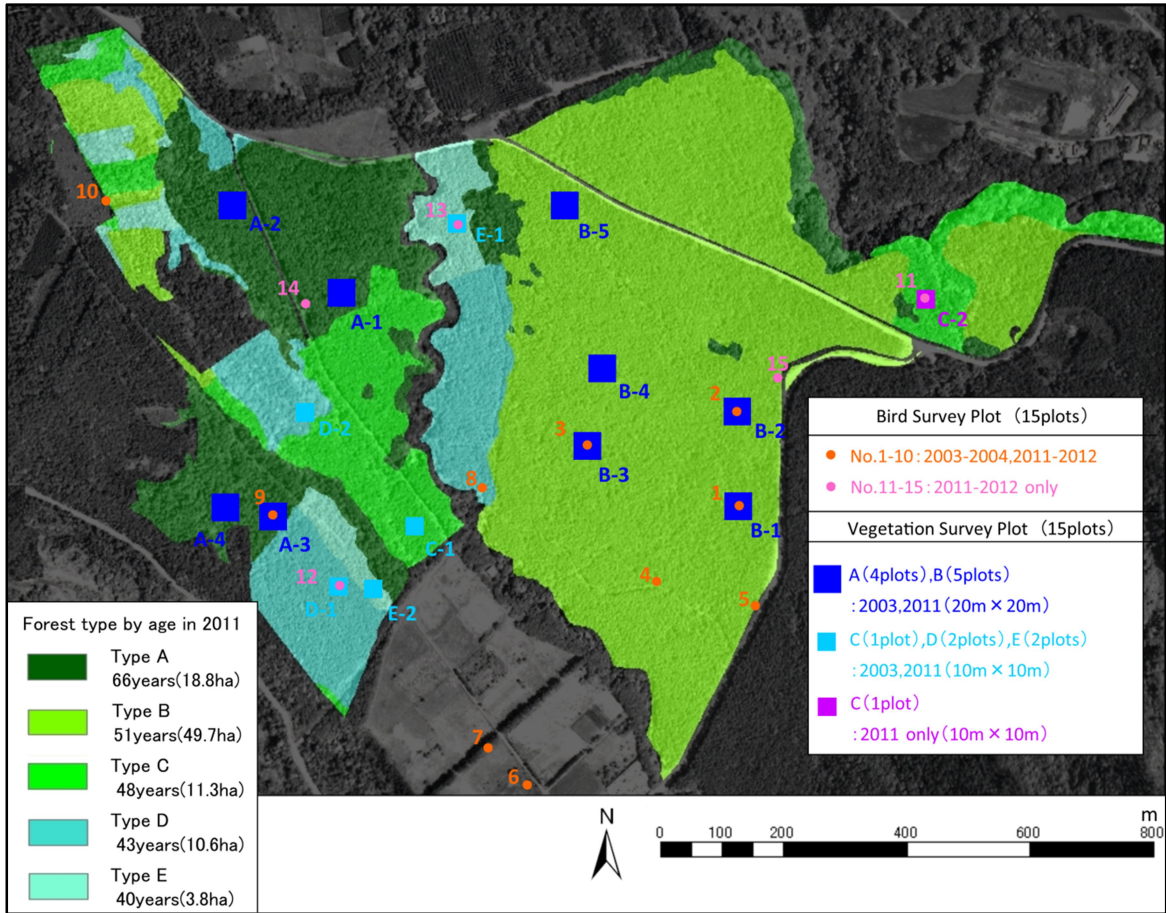 10
A-2
13
E-1
B-5
14
A-1
11
C-2
15
B-4
2
B-2
D-2
3
B-3
8
9
A-4
A-3
C-1
1
B-1
12
D-1
E-2
4
5
7
6
Bird Survey Plot （15plots）
No.1-10：2003-2004,2011-2012
No.11-15：2011-2012 only
Vegetation Survey Plot （15plots）
A（4plots）,B（5plots）
：2003,2011（20m × 20m）
C（1plot）,D（2plots）,E（2plots）
：2003,2011（10m × 10m）
C（1plot）
：2011 only（10m × 10m）
Forest type by age in 2011
Type A
66years(18.8ha)
Type B
51years(49.7ha)
Type C
48years(11.3ha)
Type D
43years(10.6ha)
Type E
40years(3.8ha)
N
m
0 100 200 400 600 800